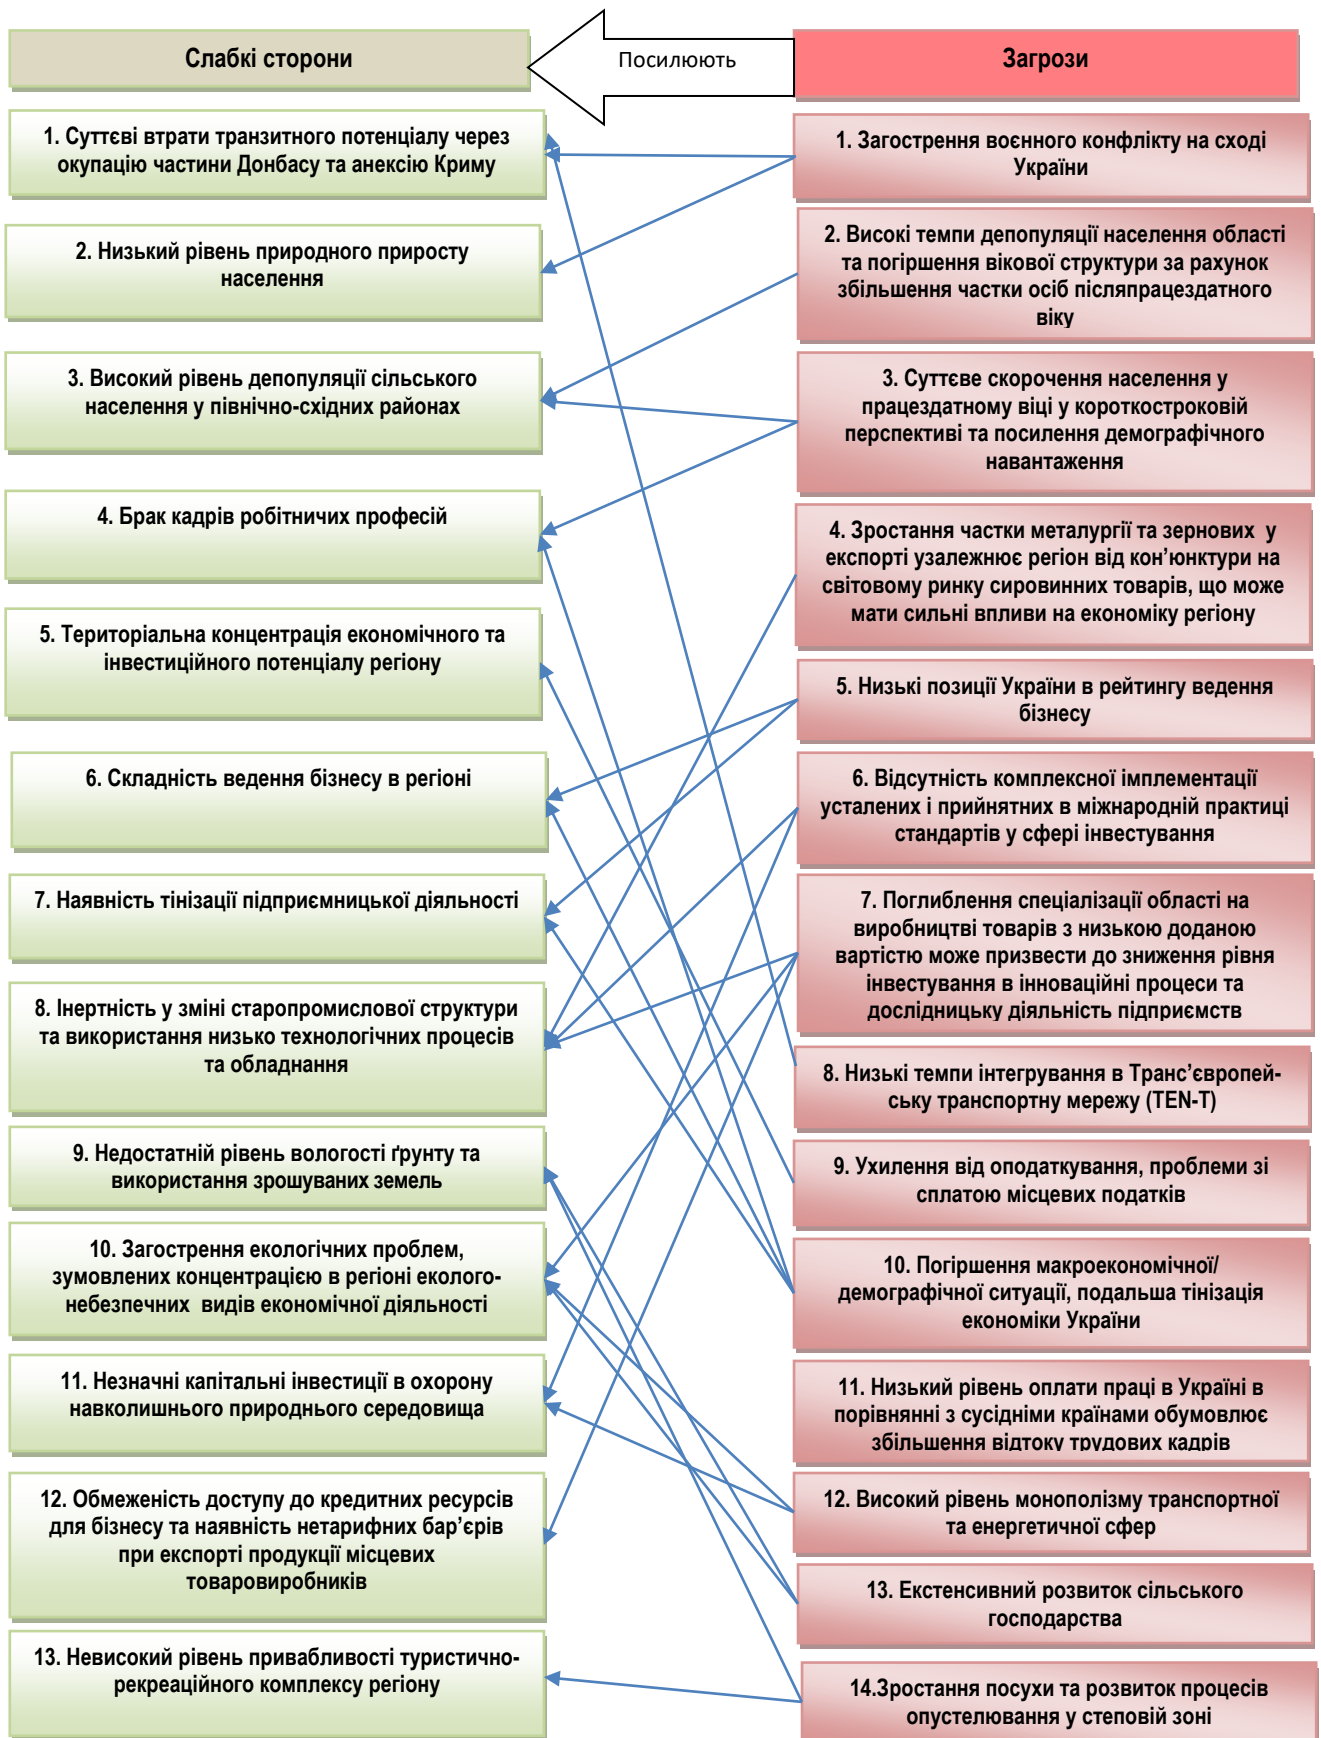 Слабкі сторони
Посилюють
Загрози
1. Суттєві втрати транзитного потенціалу через
окупацію частини Донбасу та анексію Криму
2. Низький рівень природного приросту
населення
3. Високий рівень депопуляції сільського
населення у північно-східних районах
4. Брак кадрів робітничих професій
5. Територіальна концентрація економічного та
інвестиційного потенціалу регіону
6. Складність ведення бізнесу в регіоні
7. Наявність тінізації підприємницької діяльності
8. Інертність у зміні старопромислової структури
та використання низько технологічних процесів
та обладнання
9. Недостатній рівень вологості ґрунту та
використання зрошуваних земель
10. Загострення екологічних проблем,
зумовлених концентрацією в регіоні еколого-
небезпечних  видів економічної діяльності
11. Незначні капітальні інвестиції в охорону
навколишнього природнього середовища
12. Обмеженість доступу до кредитних ресурсів
для бізнесу та наявність нетарифних бар’єрів
при експорті продукції місцевих
товаровиробників
13. Невисокий рівень привабливості туристично-
рекреаційного комплексу регіону
1. Загострення воєнного конфлікту на сході
України
2. Високі темпи депопуляції населення області
та погіршення вікової структури за рахунок
збільшення частки осіб післяпрацездатного
віку
3. Суттєве скорочення населення у
працездатному віці у короткостроковій
перспективі та посилення демографічного
навантаження
4. Зростання частки металургії та зернових  у
експорті узалежнює регіон від кон’юнктури на
світовому ринку сировинних товарів, що може
мати сильні впливи на економіку регіону
5. Низькі позиції України в рейтингу ведення
бізнесу
6. Відсутність комплексної імплементації
усталених і прийнятних в міжнародній практиці
стандартів у сфері інвестування
7. Поглиблення спеціалізації області на
виробництві товарів з низькою доданою
вартістю може призвести до зниження рівня
інвестування в інноваційні процеси та
дослідницьку діяльність підприємств
8. Низькі темпи інтегрування в Транс’європей-
ську транспортну мережу (TEN-T)
9. Ухилення від оподаткування, проблеми зі
сплатою місцевих податків
10. Погіршення макроекономічної/
демографічної ситуації, подальша тінізація
економіки України
11. Низький рівень оплати праці в Україні в
порівнянні з сусідніми країнами обумовлює
збільшення відтоку трудових кадрів
12. Високий рівень монополізму транспортної
та енергетичної сфер
13. Екстенсивний розвиток сільського
господарства
14.Зростання посухи та розвиток процесів
опустелювання у степовій зоні